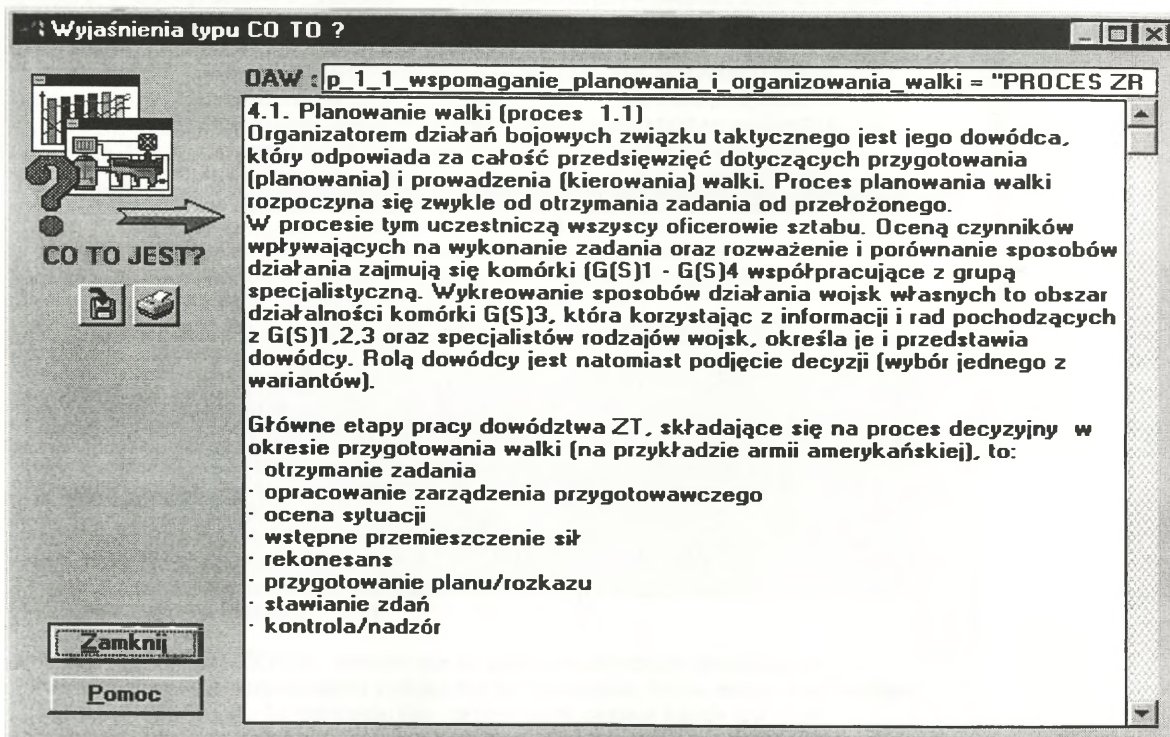 Wyjaśnienia typu CO TO ?
OAW : p_1_1_wspomaganie_planowania_i_organizowania_walki = "PROCES ZR
CO TO JEST?
Zamknij
Pomoc
4.1. Planowanie walki (proces 1.1)
Organizatorem działań bojowych związku taktycznego jest jego dowódca,
który odpowiada za całość przedsięwzięć dotyczących przygotowania
(planowania) i prowadzenia (kierowania) walki. Proces planowania walki
rozpoczyna się zwykle od otrzymania zadania od przełożonego.
W procesie tym uczestniczą wszyscy oficerowie sztabu. Oceną czynników
wpływających na wykonanie zadania oraz rozważenie i porównanie sposobów
działania zajmują się komórki (G(S)1 - G(S)4 współpracujące z grupą
specjalistyczną. Wykreowanie sposobów działania wojsk własnych to obszar
działalności komórki G(S)3, która korzystając z informacji i rad pochodzących
z G(S)1,2,3 oraz specjalistów rodzajów wojsk, określa je i przedstawia
dowódcy. Rolą dowódcy jest natomiast podjęcie decyzji (wybór jednego z
wariantów).
Główne etapy pracy dowództwa ZT, składające się na proces decyzyjny w
okresie przygotowania walki (na przykładzie armii amerykańskiej), to:
· otrzymanie zadania
· opracowanie zarządzenia przygotowawczego
· ocena sytuacji
· wstępne przemieszczenie sił
· rekonesans
· przygotowanie planu/rozkazu
· stawianie zdań
· kontrola/nadzór